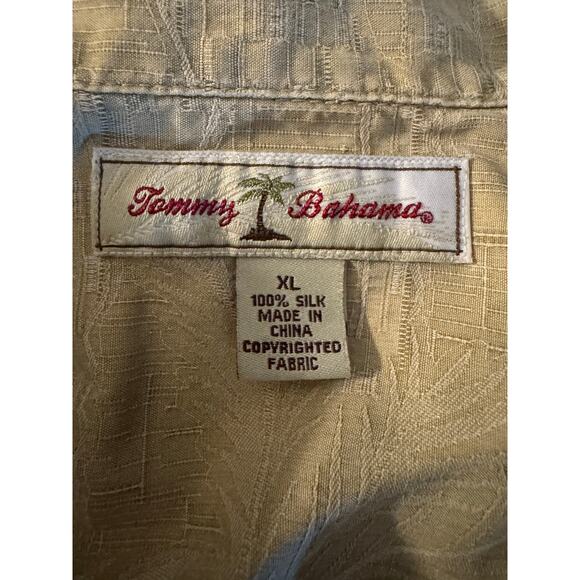 Tommy Bahama®
XL
100% SILK
MADE IN
CHINA
COPYRIGHTED
FABRIC